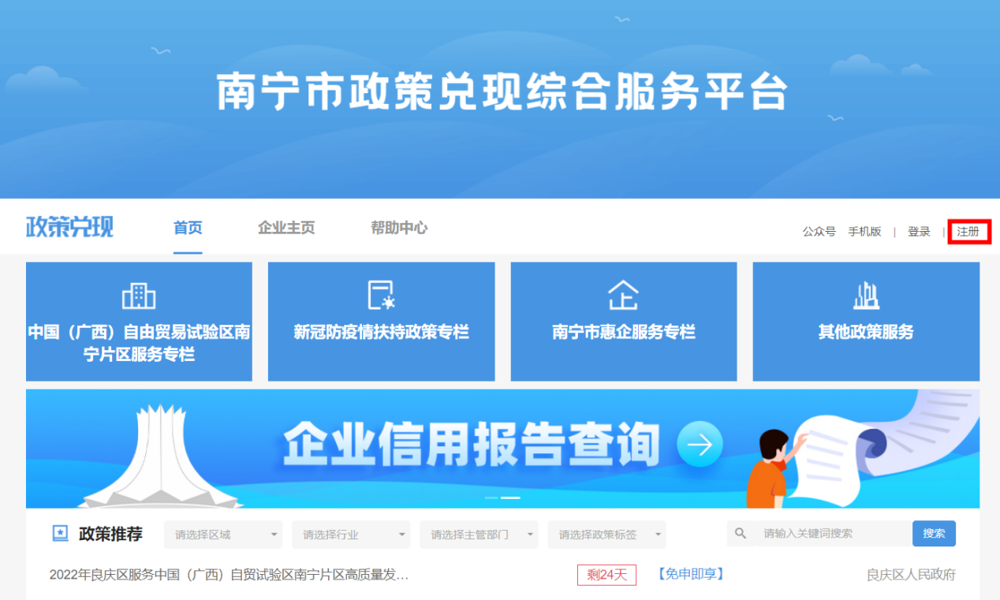 南宁市政策兑现综合服务平台
政策兑现 首页 企业主页 帮助中心 公众号 手机版 | 登录 | 注册
中国（广西）自由贸易试验区南
宁片区服务专栏
新冠防疫情扶持政策专栏
南宁市惠企服务专栏
其他政策服务
企业信用报告查询
政策推荐 请选择区域 请选择行业 请选择主管部门 请选择政策标签 请输入关键词搜索 搜索
2022年良庆区服务中国（广西）自贸试验区南宁片区高质量发… 剩24天 【免申即享】 良庆区人民政府